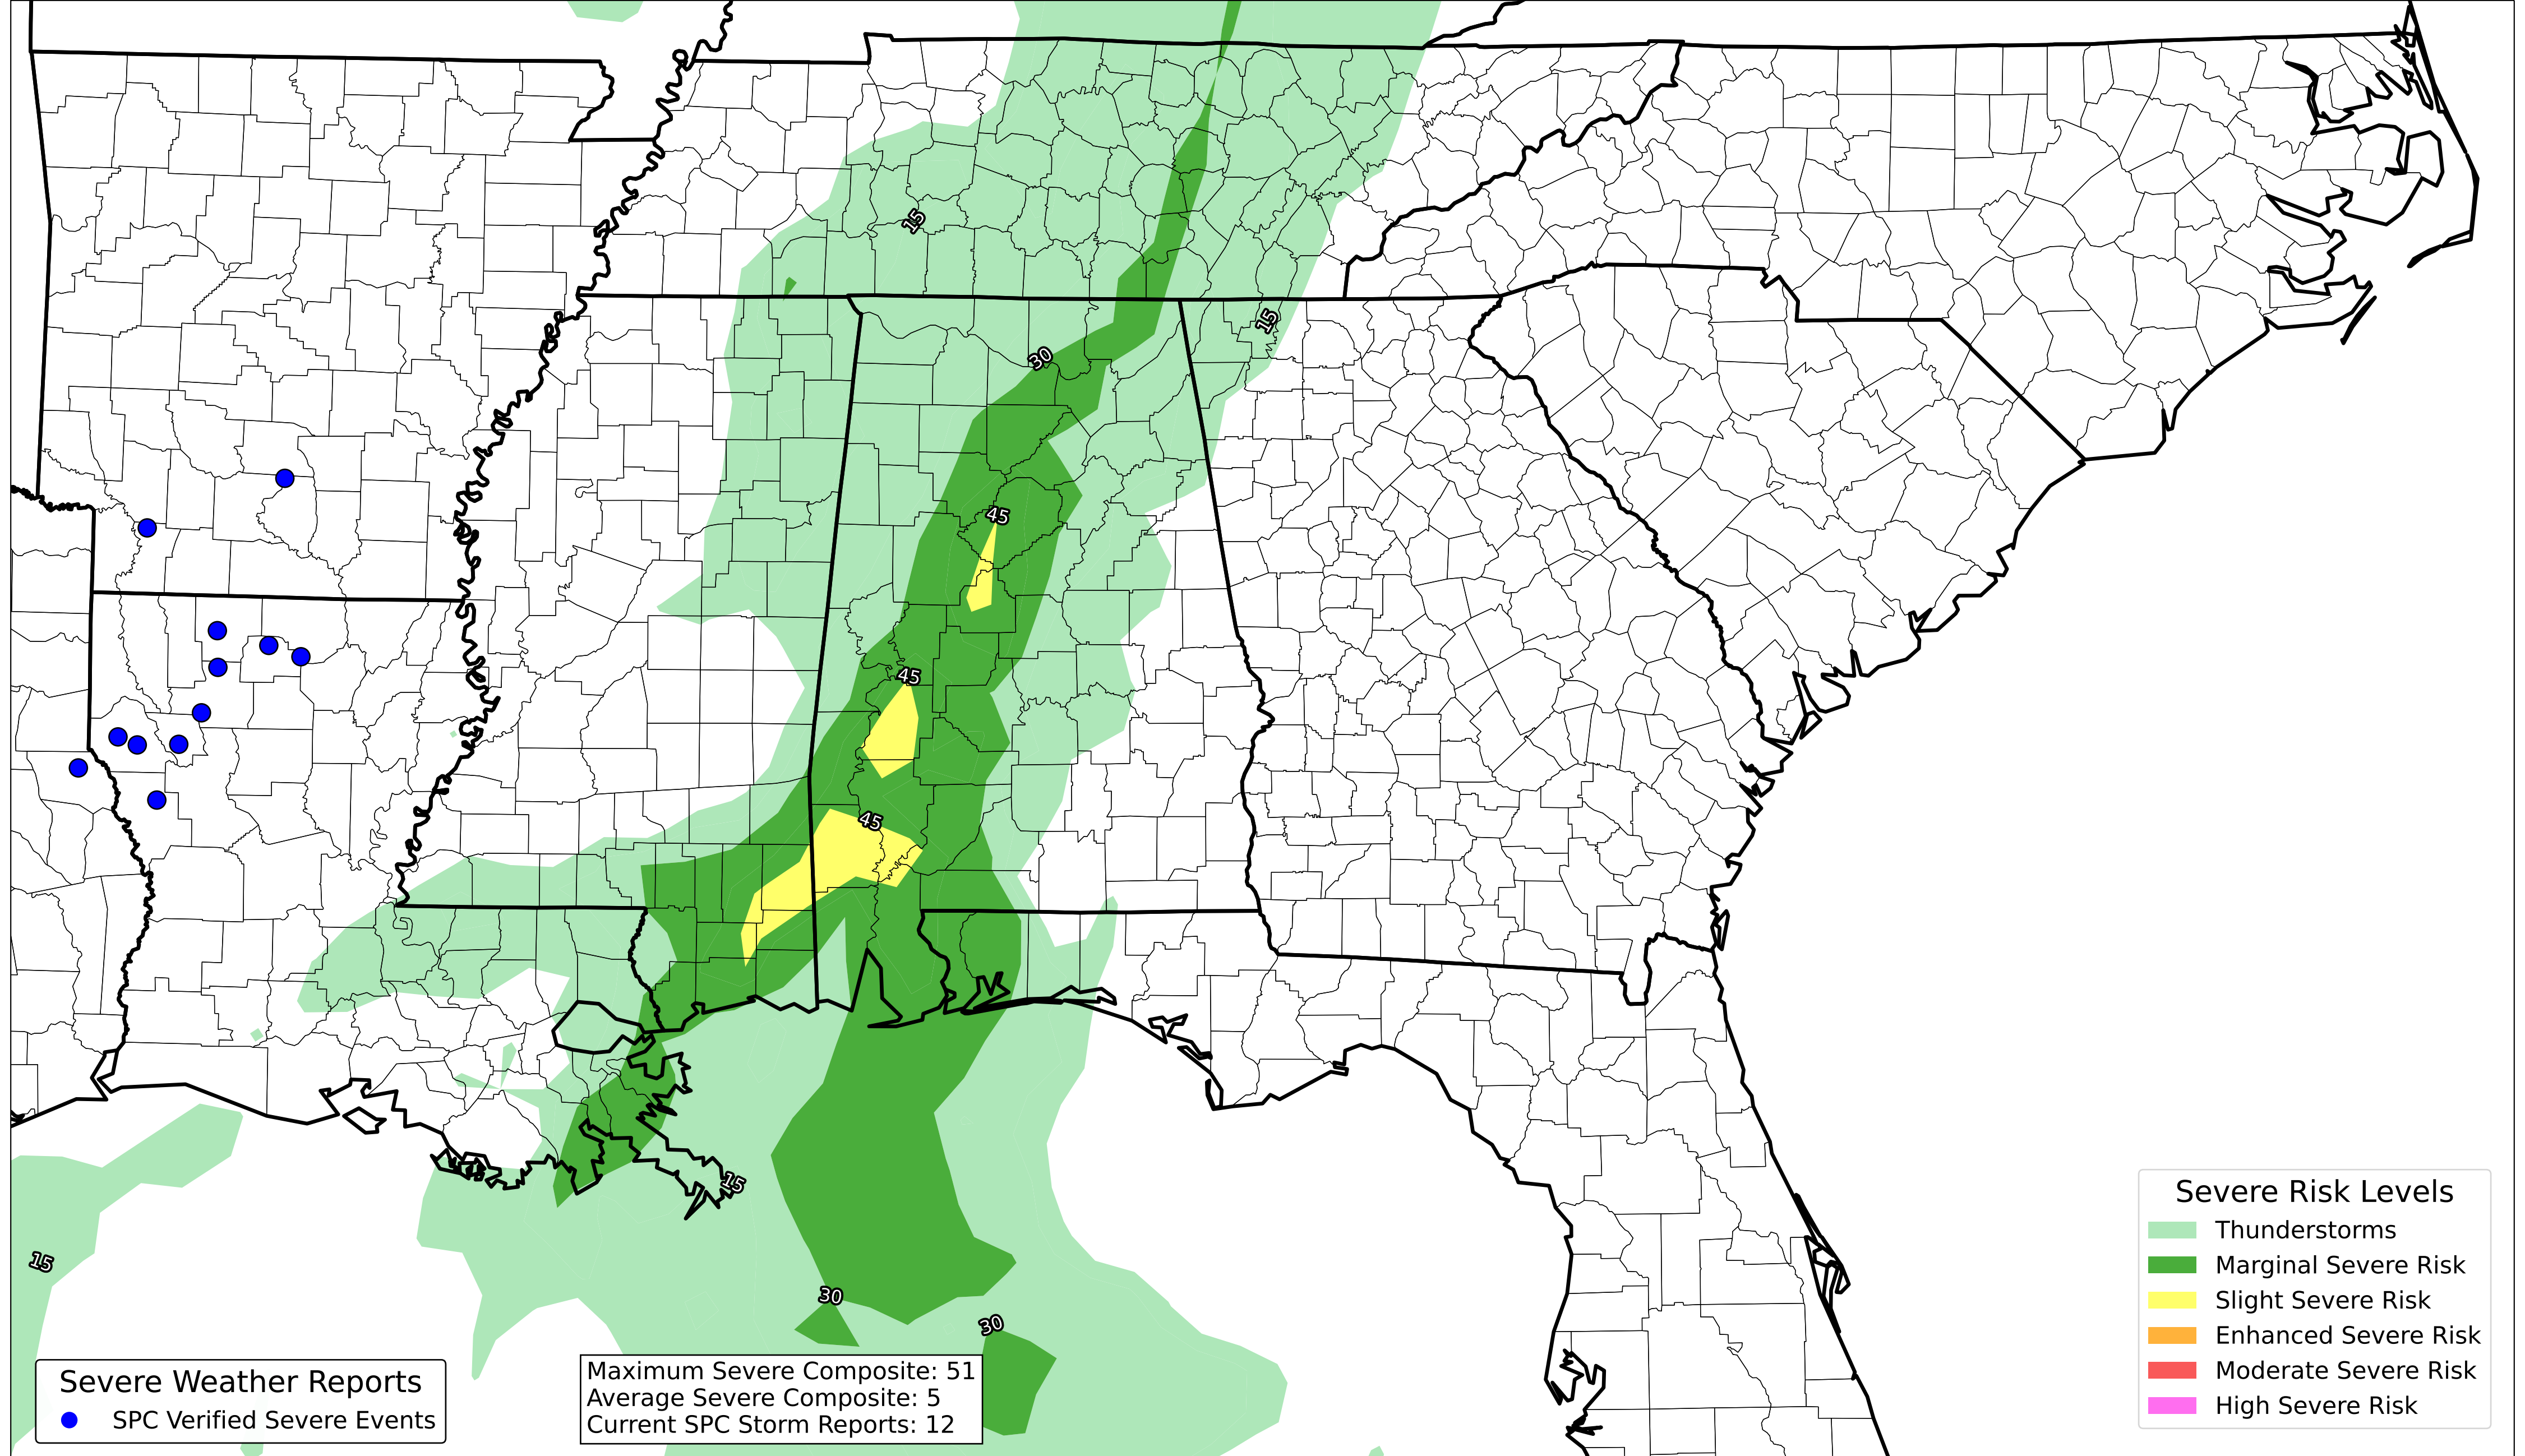 15
15
30
45
45
45
15
15
30
30
Severe Risk Levels
Thunderstorms
Marginal Severe Risk
Slight Severe Risk
Enhanced Severe Risk
Moderate Severe Risk
High Severe Risk
Severe Weather Reports
SPC Verified Severe Events
Maximum Severe Composite: 51
Average Severe Composite: 5
Current SPC Storm Reports: 12